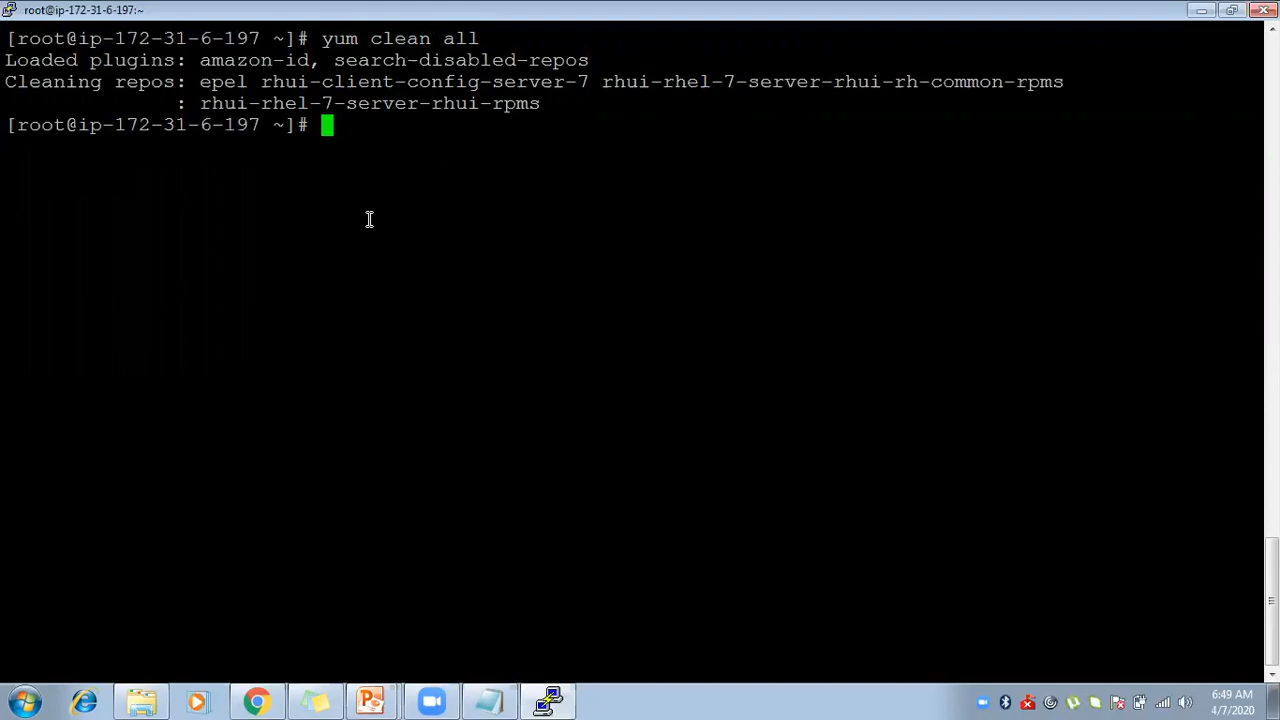 root@ip-172-31-6-197:~
[root@ip-172-31-6-197 ~]# yum clean all
Loaded plugins: amazon-id, search-disabled-repos
Cleaning repos: epel rhui-client-config-server-7 rhui-rhel-7-server-rhui-rh-common-rpms
              : rhui-rhel-7-server-rhui-rpms
[root@ip-172-31-6-197 ~]#
6:49 AM
4/7/2020